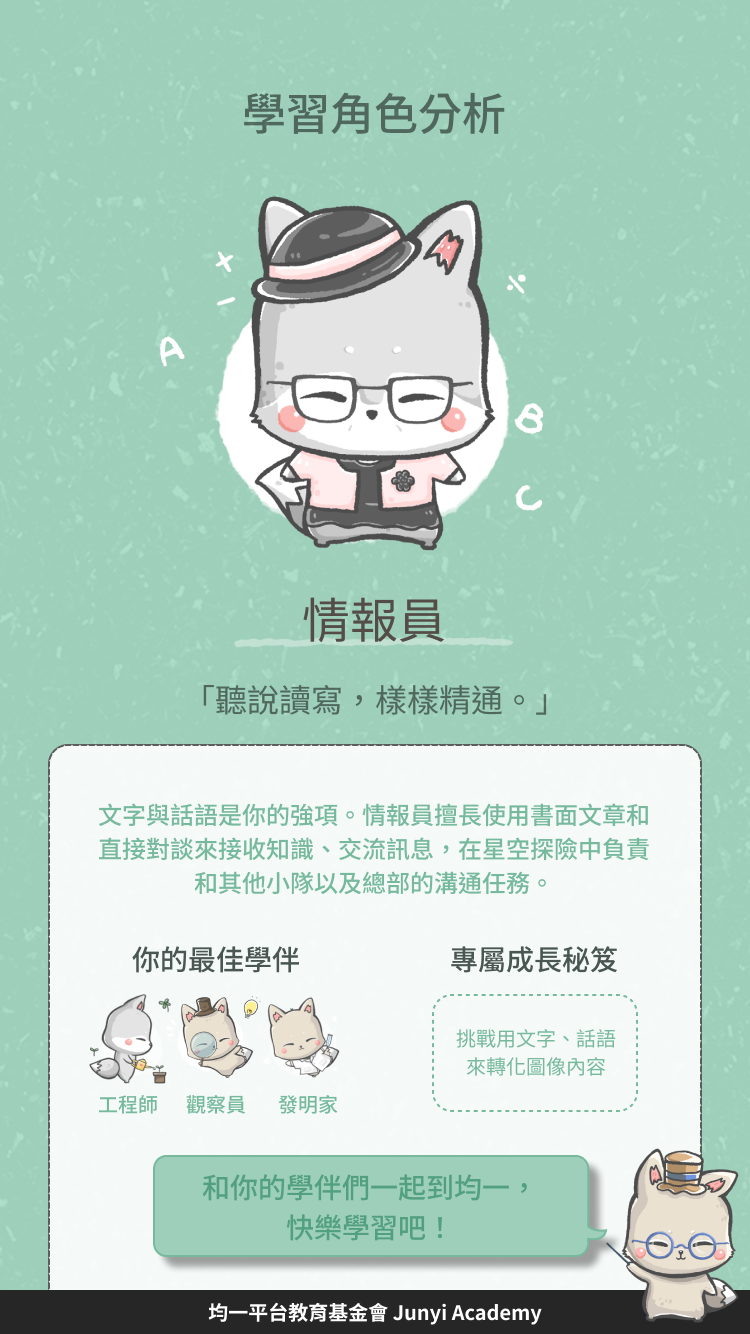 學習角色分析
+
−
%
A
B
C
情報員
「聽說讀寫，樣樣精通。」
文字與話語是你的強項。情報員擅長使用書面文章和
直接對談來接收知識、交流訊息，在星空探險中負責
和其他小隊以及總部的溝通任務。
你的最佳學伴
工程師
觀察員
發明家
專屬成長秘笈
挑戰用文字、話語
來轉化圖像內容
和你的學伴們一起到均一，
快樂學習吧！
均一平台教育基金會 Junyi Academy